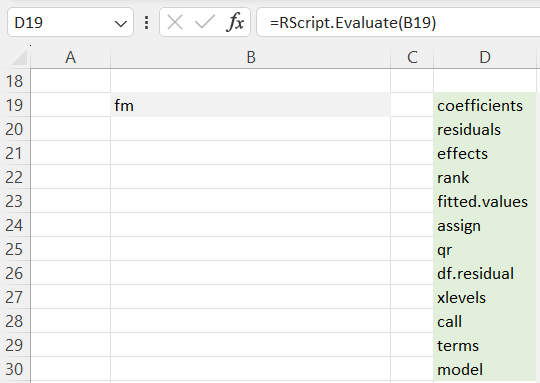 D19 fx =RScript.Evaluate(B19)
A B C D
18
19 fm coefficients
20 residuals
21 effects
22 rank
23 fitted.values
24 assign
25 qr
26 df.residual
27 xlevels
28 call
29 terms
30 model